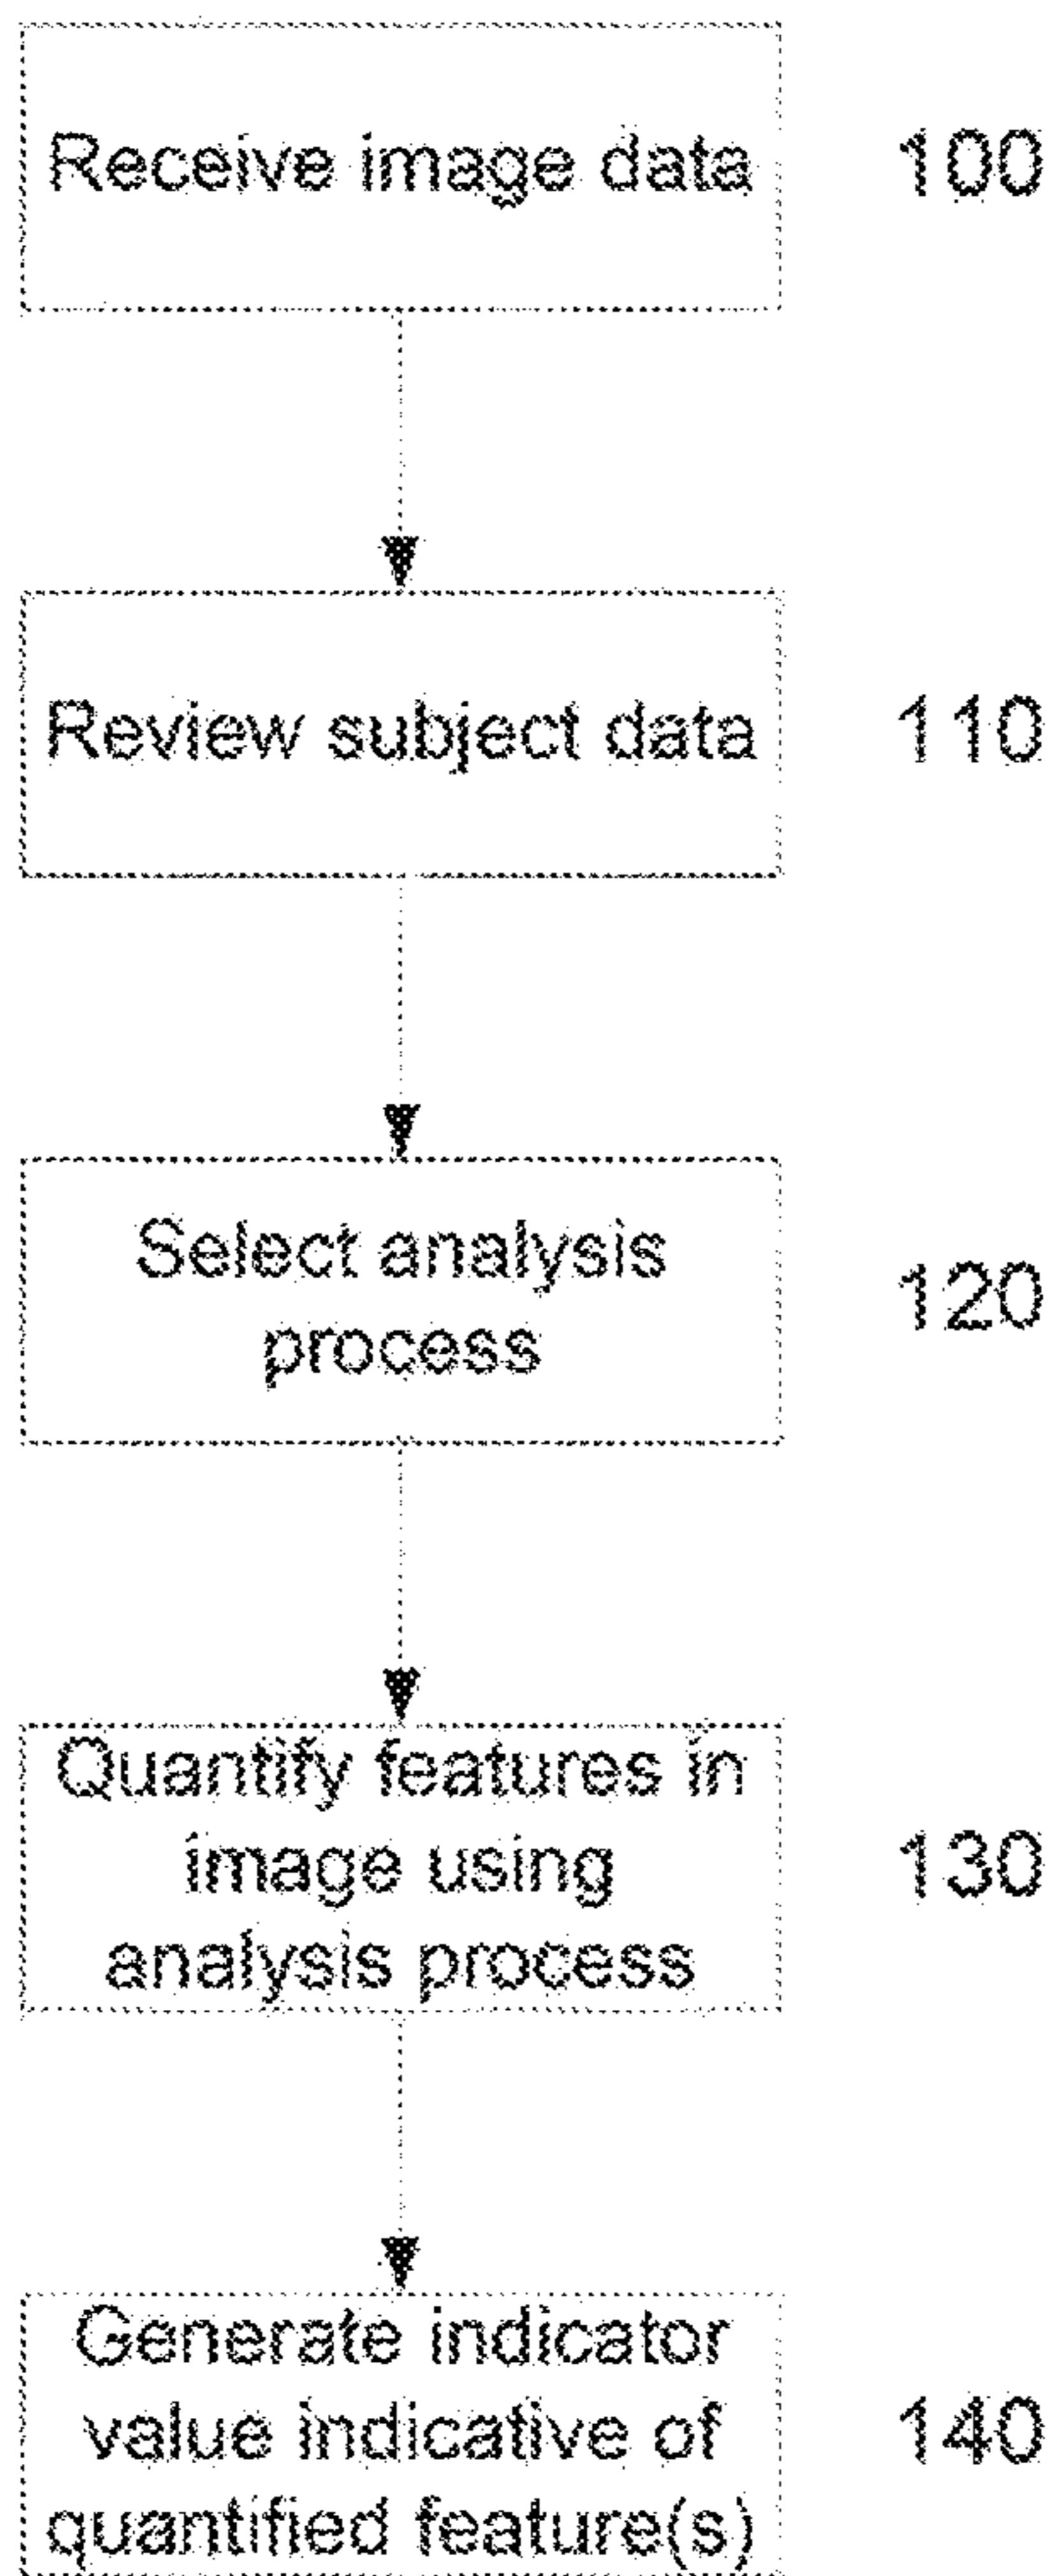 Receive image data
100
Review subject data
110
Select analysis
process
120
Quantify features in
image using
analysis process
130
Generate indicator
value indicative of
quantified feature(s)
140